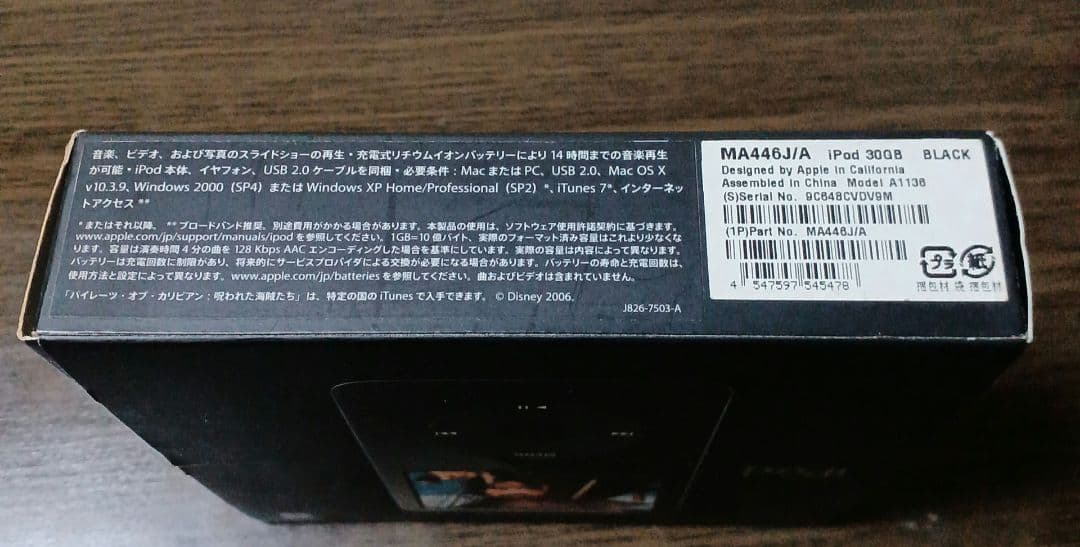 音楽、ビデオ、および写真のスライドショーの再生・充電式リチウムイオンバッテリーにより 14 時間までの音楽再生
が可能・iPod 本体、イヤフォン、USB 2.0 ケーブルを同梱・必要条件：Mac または PC、USB 2.0、Mac OS X
v10.3.9、Windows 2000 (SP4) または Windows XP Home/Professional (SP2) *、iTunes 7*、インターネッ
トアクセス **
*またはそれ以降、 **ブロードバンド推奨、別途費用がかかる場合があります。本製品の使用は、ソフトウェア使用許諾契約に基づきます。
www.apple.com/jp/support/manuals/ipod を参照してください。1GB=10 億バイト、実際のフォーマット済み容量はこれより少なくな
ります。容量は演奏時間 4 分の曲を 128 Kbps AAC エンコーディングした場合を基準にしています。実際の容量は内容によって異なります。
バッテリーは充電回数に制限があり、将来的にサービスプロバイダによる交換が必要になる場合があります。バッテリーの寿命と充電回数は、
使用方法と設定によって異なります。www.apple.com/jp/batteries を参照してください。曲およびビデオは含まれていません。
「パイレーツ・オブ・カリビアン：呪われた海賊たち」は、特定の国の iTunes で入手できます。 © Disney 2006.
J826-7503-A
MA446J/A iPod 30GB BLACK
Designed by Apple in California
Assembled in China Model A1136
(S)Serial No. 9C648CVDV9M
(1P)Part No. MA446J/A
4 547597 545478
プラ 紙
梱包材 袋 梱包材
MENU